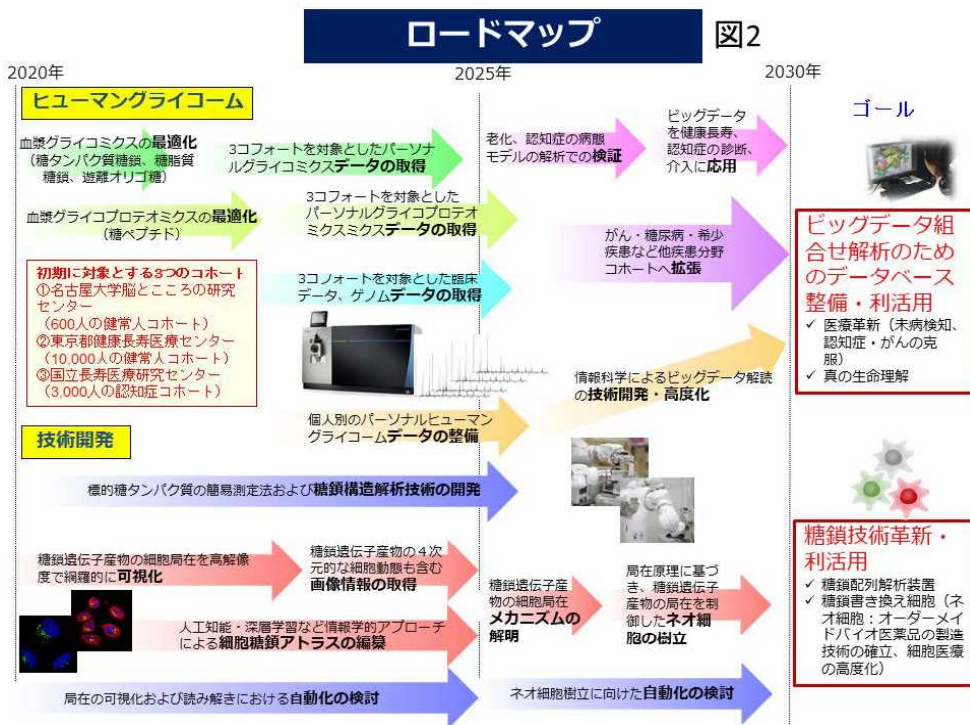 ロードマップ
図2
2020年
2025年
2030年
ヒューマングライコーム
血漿グライコミクスの最適化
(糖タンパク質糖鎖、糖脂質
糖鎖、遊離オリゴ糖)
3コフォートを対象としたパーソナ
ルグライコミクスデータの取得
老化、認知症の病態
モデルの解析での検証
ビッグデータ
を健康長寿、
認知症の診断、
介入に応用
ゴール
血漿グライコプロテオミクスの最適化
(糖ペプチド)
3コフォートを対象とした
パーソナルグライコプロテオ
ミクスミクスデータの取得
がん・糖尿病・希少
疾患など他疾患分野
コホートへ拡張
初期に対象とする3つのコホート
①名古屋大学脳とこころの研究
センター
(600人の健常人コホート)
②東京都健康長寿医療センター
(10,000人の健常人コホート)
③国立長寿医療研究センター
(3,000人の認知症コホート)
3コフォートを対象とした臨床
データ、ゲノムデータの取得
情報科学によるビッグデータ解読
の技術開発・高度化
個人別のパーソナルヒューマン
グライコームデータの整備
ビッグデータ組
合せ解析のため
のデータベース
整備・利活用
✓ 医療革新(未病検知、
認知症・がんの克
服)
✓ 真の生命理解
技術開発
標的糖タンパク質の簡易測定法および糖鎖構造解析技術の開発
糖鎖遺伝子産物の細胞局在を高解像
度で網羅的に可視化
糖鎖遺伝子産物の4次
元的な細胞動態も含む
画像情報の取得
人工知能・深層学習など情報学的アプローチ
による細胞糖鎖アトラスの編纂
糖鎖遺伝子産
物の細胞局在
メカニズムの
解明
局在原理に基づ
き、糖鎖遺伝子
産物の局在を制
御したネオ細
胞の樹立
局在の可視化および読み解きにおける自動化の検討
ネオ細胞樹立に向けた自動化の検討
糖鎖技術革新・
利活用
✓ 糖鎖配列解析装置
✓ 糖鎖書き換え細胞(ネ
オ細胞:オーダーメ
イドバイオ医薬品の製造
技術の確立、細胞医療
の高度化)